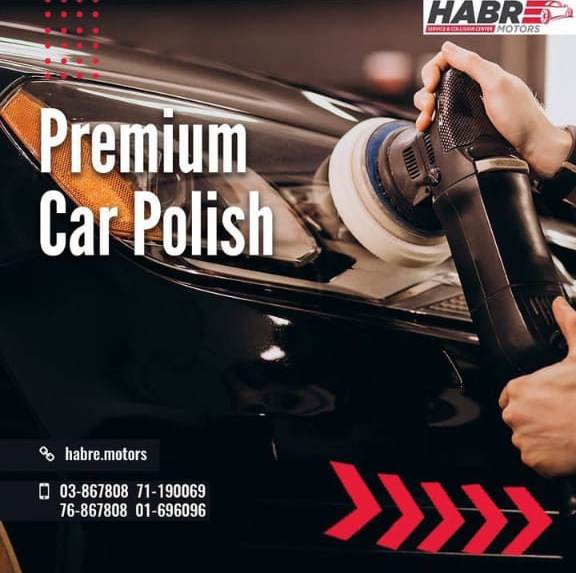 HABRE
SERVICE & COLLISION CENTER
MOTORS
Premium
Car Polish
habre.motors
03-867808 71-190069
76-867808 01-696096